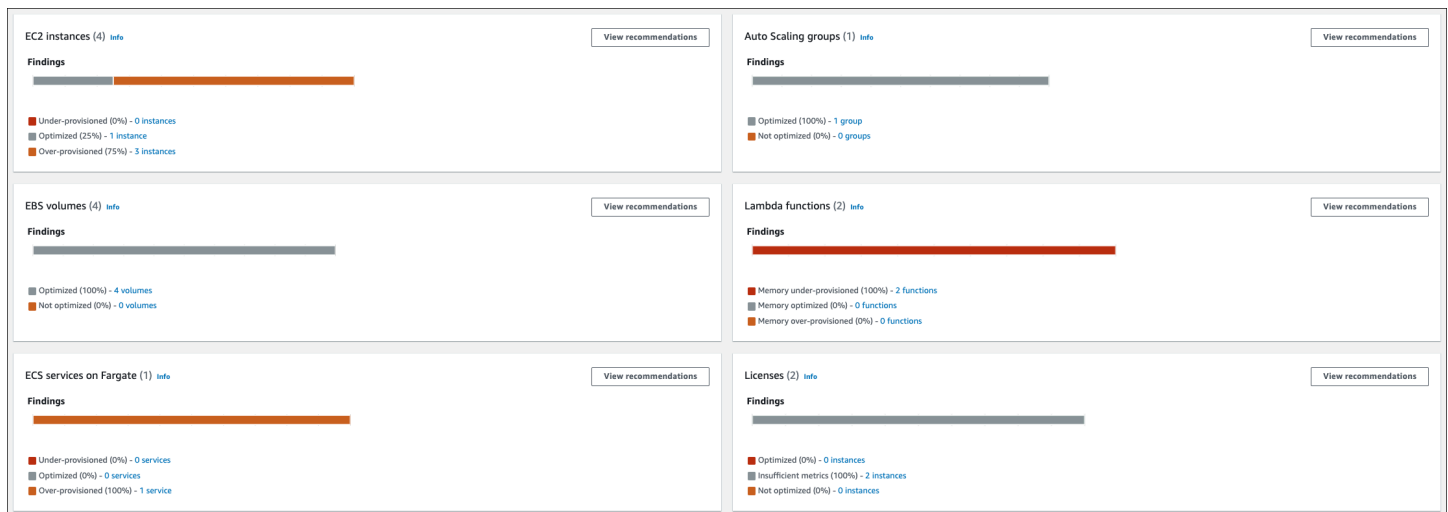 EC2 instances (4) Info
View recommendations
Findings
Under-provisioned (0%) - 0 instances
Optimized (25%) - 1 instance
Over-provisioned (75%) - 3 instances
Auto Scaling groups (1) Info
View recommendations
Findings
Optimized (100%) - 1 group
Not optimized (0%) - 0 groups
EBS volumes (4) Info
View recommendations
Findings
Optimized (100%) - 4 volumes
Not optimized (0%) - 0 volumes
Lambda functions (2) Info
View recommendations
Findings
Memory under-provisioned (100%) - 2 functions
Memory optimized (0%) - 0 functions
Memory over-provisioned (0%) - 0 functions
ECS services on Fargate (1) Info
View recommendations
Findings
Under-provisioned (0%) - 0 services
Optimized (0%) - 0 services
Over-provisioned (100%) - 1 service
Licenses (2) Info
View recommendations
Findings
Optimized (0%) - 0 instances
Insufficient metrics (100%) - 2 instances
Not optimized (0%) - 0 instances